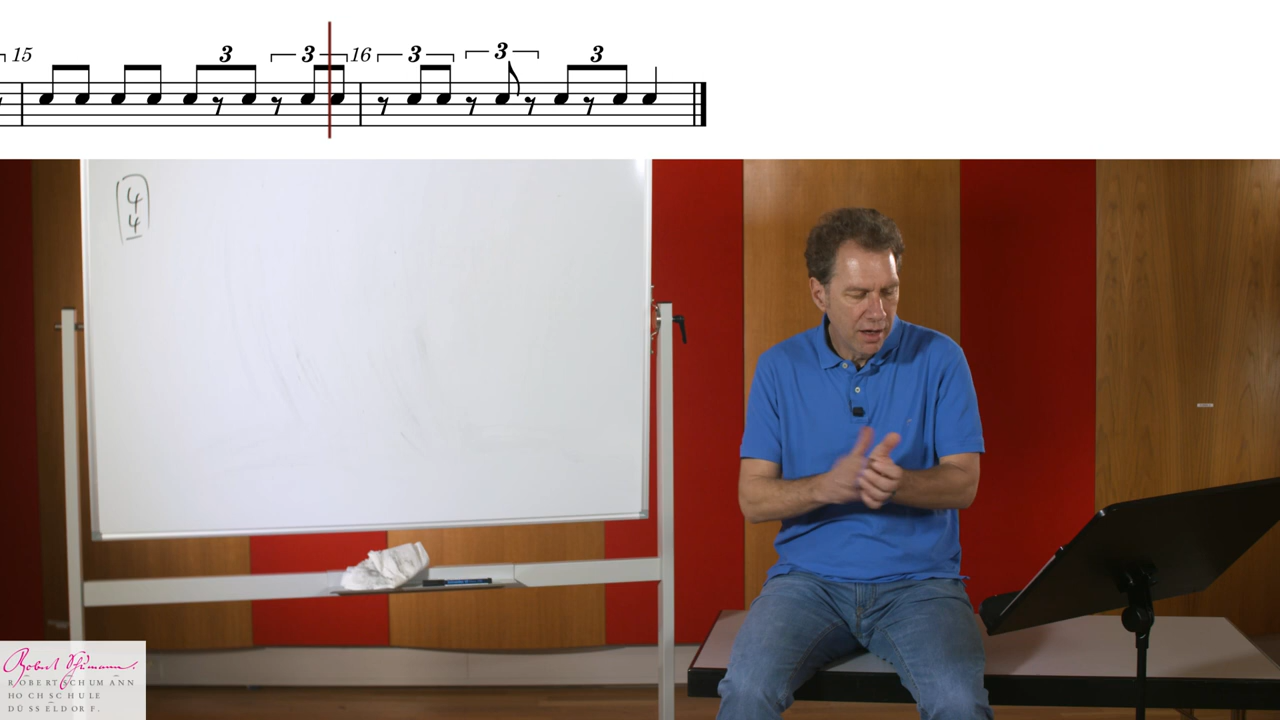 15 3 3 16 3 3 3
4
4
Robert Schumann
ROBERT SCHUMANN
HOCHSCHULE
DÜSSELDORF.